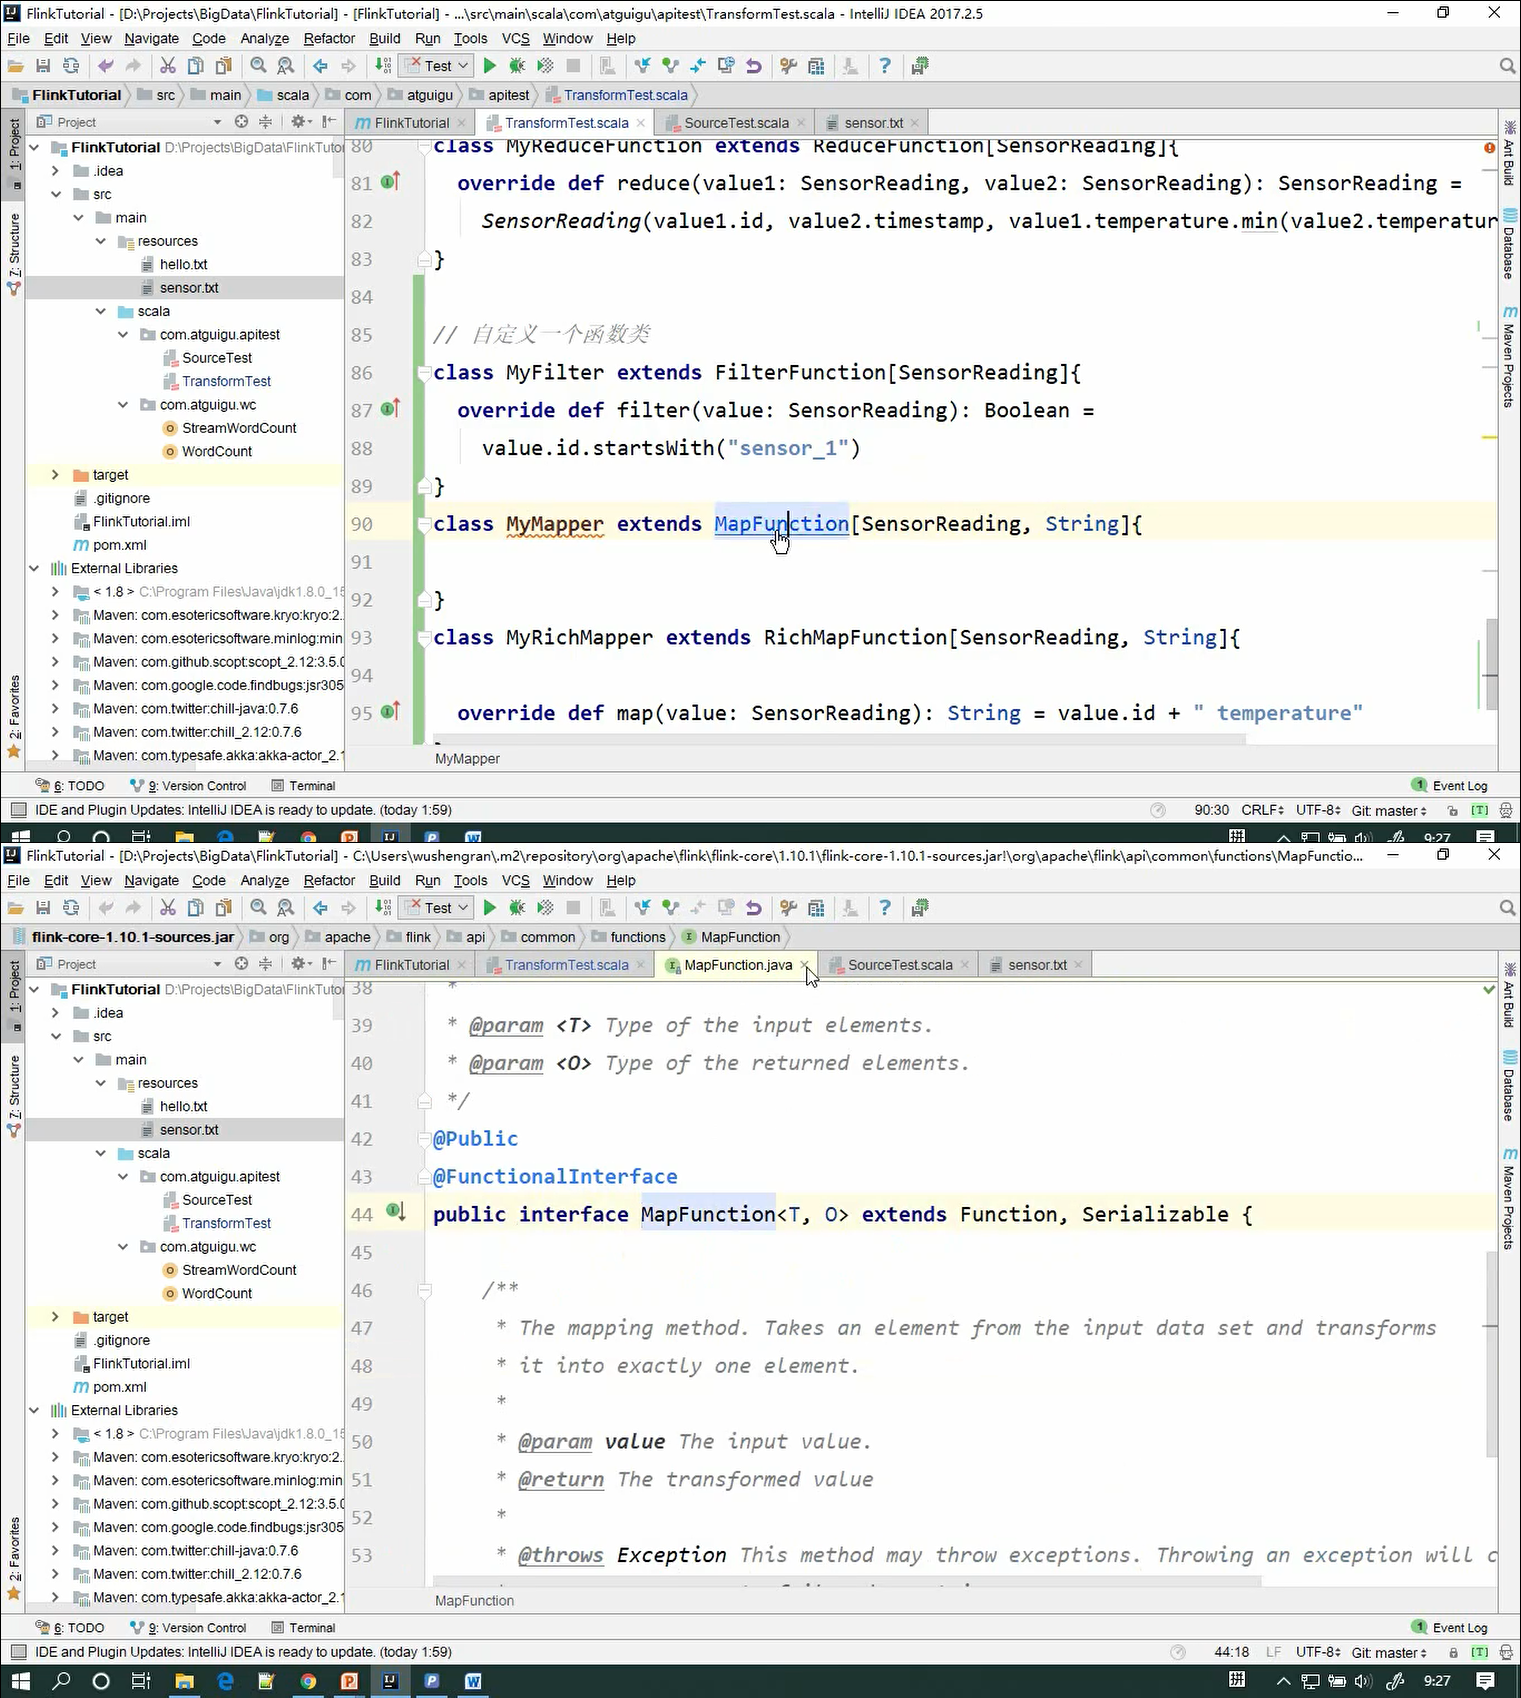 FlinkTutorial - [D:\Projects\BigData\FlinkTutorial] - [FlinkTutorial] - ...\src\main\scala\com\atguigu\apitest\TransformTest.scala - IntelliJ IDEA 2017.2.5
File Edit View Navigate Code Analyze Refactor Build Run Tools VCS Window Help
Test
FlinkTutorial src main scala com atguigu apitest TransformTest.scala
Project
FlinkTutorial TransformTest.scala SourceTest.scala sensor.txt
1: Project
7: Structure
2: Favorites
Ant Build
Database
Maven Projects
FlinkTutorial D:\Projects\BigData\FlinkTuto
.idea
src
main
resources
hello.txt
sensor.txt
scala
com.atguigu.apitest
SourceTest
TransformTest
com.atguigu.wc
StreamWordCount
WordCount
target
.gitignore
FlinkTutorial.iml
pom.xml
External Libraries
< 1.8 > C:\Program Files\Java\jdk1.8.0_15
Maven: com.esotericsoftware.kryo:kryo:2.
Maven: com.esotericsoftware.minlog:min
Maven: com.github.scopt:scopt_2.12:3.5.0
Maven: com.google.code.findbugs:jsr305
Maven: com.twitter:chill-java:0.7.6
Maven: com.twitter:chill_2.12:0.7.6
Maven: com.typesafe.akka:akka-actor_2.1
80 class MyReduceFunction extends ReduceFunction[SensorReading]{
81 override def reduce(value1: SensorReading, value2: SensorReading): SensorReading =
82 SensorReading(value1.id, value2.timestamp, value1.temperature.min(value2.temperatur
83 }
84
85 // 自定义一个函数类
86 class MyFilter extends FilterFunction[SensorReading]{
87 override def filter(value: SensorReading): Boolean =
88 value.id.startsWith("sensor_1")
89 }
90 class MyMapper extends MapFunction[SensorReading, String]{
91
92 }
93 class MyRichMapper extends RichMapFunction[SensorReading, String]{
94
95 override def map(value: SensorReading): String = value.id + " temperature"
MyMapper
6: TODO 9: Version Control Terminal 1 Event Log
IDE and Plugin Updates: IntelliJ IDEA is ready to update. (today 1:59) 90:30 CRLF UTF-8 Git: master [T]
拼 9:27
FlinkTutorial - [D:\Projects\BigData\FlinkTutorial] - C:\Users\wushengran\.m2\repository\org\apache\flink\flink-core\1.10.1\flink-core-1.10.1-sources.jar!\org\apache\flink\api\common\functions\MapFunctio...
File Edit View Navigate Code Analyze Refactor Build Run Tools VCS Window Help
Test
flink-core-1.10.1-sources.jar org apache flink api common functions MapFunction
Project
FlinkTutorial TransformTest.scala MapFunction.java SourceTest.scala sensor.txt
1: Project
7: Structure
2: Favorites
Ant Build
Database
Maven Projects
FlinkTutorial D:\Projects\BigData\FlinkTuto
.idea
src
main
resources
hello.txt
sensor.txt
scala
com.atguigu.apitest
SourceTest
TransformTest
com.atguigu.wc
StreamWordCount
WordCount
target
.gitignore
FlinkTutorial.iml
pom.xml
External Libraries
< 1.8 > C:\Program Files\Java\jdk1.8.0_15
Maven: com.esotericsoftware.kryo:kryo:2.
Maven: com.esotericsoftware.minlog:min
Maven: com.github.scopt:scopt_2.12:3.5.0
Maven: com.google.code.findbugs:jsr305
Maven: com.twitter:chill-java:0.7.6
Maven: com.twitter:chill_2.12:0.7.6
Maven: com.typesafe.akka:akka-actor_2.1
38 *
39 * @param <T> Type of the input elements.
40 * @param <O> Type of the returned elements.
41 */
42 @Public
43 @FunctionalInterface
44 public interface MapFunction<T, O> extends Function, Serializable {
45
46 /**
47 * The mapping method. Takes an element from the input data set and transforms
48 * it into exactly one element.
49 *
50 * @param value The input value.
51 * @return The transformed value
52 *
53 * @throws Exception This method may throw exceptions. Throwing an exception will c
MapFunction
6: TODO 9: Version Control Terminal 1 Event Log
IDE and Plugin Updates: IntelliJ IDEA is ready to update. (today 1:59) 44:18 LF UTF-8 Git: master [T]
拼 9:27